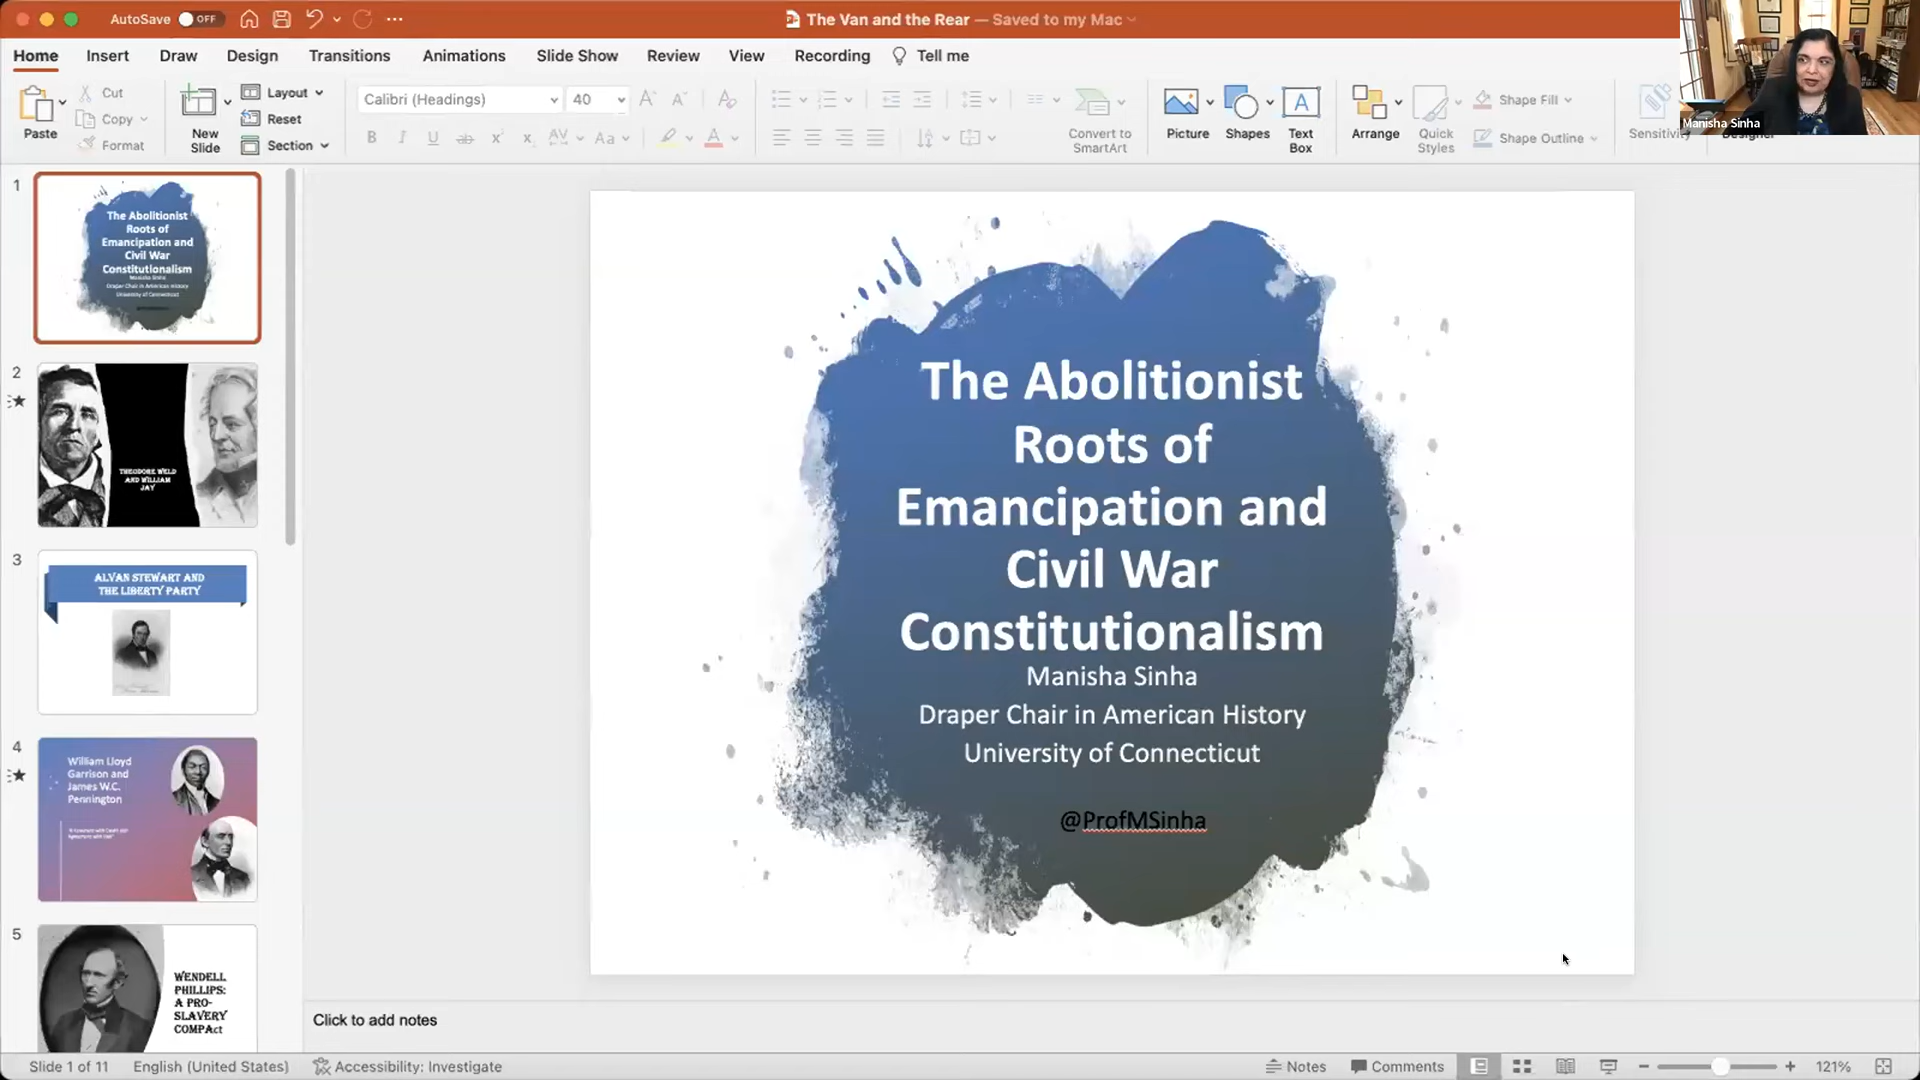 AutoSave OFF
The Van and the Rear — Saved to my Mac
Home Insert Draw Design Transitions Animations Slide Show Review View Recording Tell me
Paste
Cut
Copy
Format
New
Slide
Layout
Reset
Section
Calibri (Headings) 40
Convert to
SmartArt
Picture
Shapes
Text
Box
Arrange
Quick
Styles
Shape Fill
Shape Outline
Manisha Sinha
1
The Abolitionist
Roots of
Emancipation and
Civil War
Constitutionalism
Manisha Sinha
Draper Chair in American History
University of Connecticut
2
THEODORE WELD
AND WILLIAM
JAY
3
ALVAN STEWART AND
THE LIBERTY PARTY
4
William Lloyd
Garrison and
James W.C.
Pennington
5
WENDELL
PHILLIPS:
A PRO-
SLAVERY
COMPAct
The Abolitionist
Roots of
Emancipation and
Civil War
Constitutionalism
Manisha Sinha
Draper Chair in American History
University of Connecticut
@ProfMSinha
Click to add notes
Slide 1 of 11 English (United States) Accessibility: Investigate Notes Comments 121%